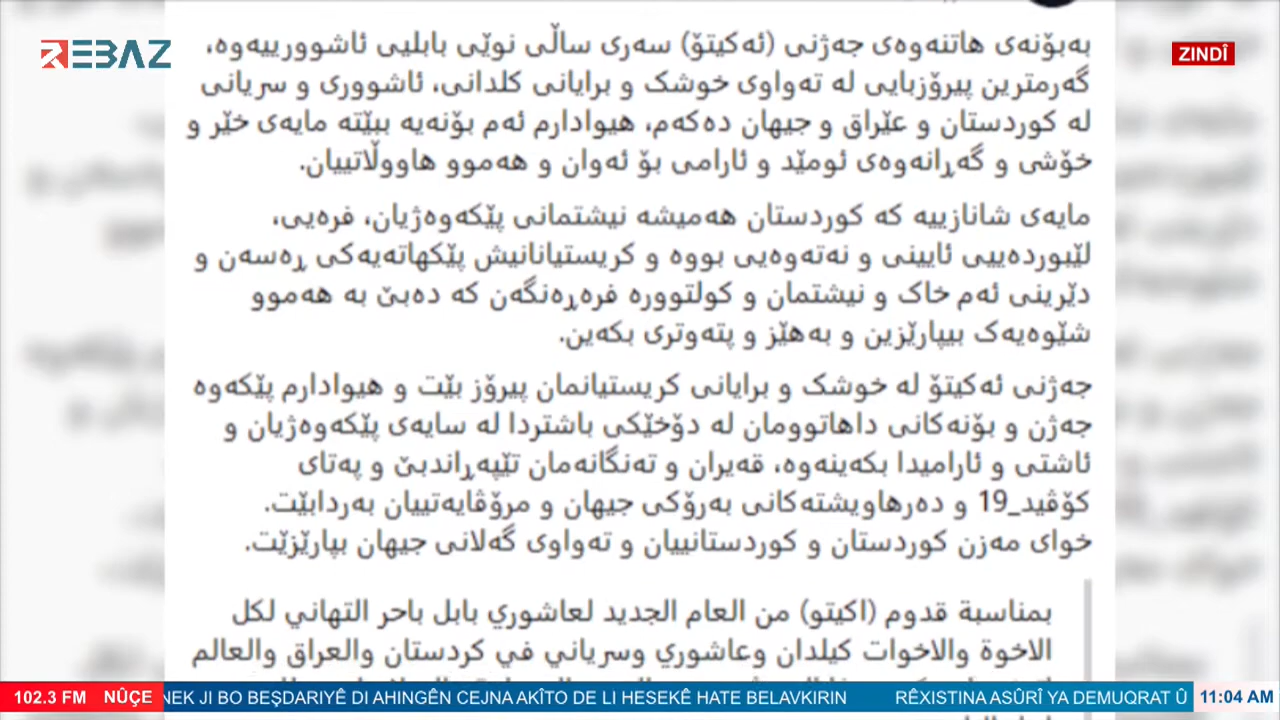 REBAZ
ZINDÎ
بەبۆنەی هاتنەوەی جەژنی (ئەکیتۆ) سەری ساڵی نوێی بابلیی ئاشوورییەوە،
گەرمترین پیرۆزبایی لە تەواوی خوشک و برایانی کلدانی، ئاشووری و سریانی
لە کوردستان و عێراق و جیهان دەکەم، هیوادارم ئەم بۆنەیە ببێتە مایەی خێر و
خۆشی و گەڕانەوەی ئومێد و ئارامی بۆ ئەوان و هەموو هاووڵاتییان.
مایەی شانازییە کە کوردستان هەمیشە نیشتمانی پێکەوەژیان، فرەیی،
لێبوردەییی ئایینی و نەتەوەیی بووە و کریستیانانیش پێکهاتەیەکی ڕەسەن و
دێرینی ئەم خاک و نیشتمان و کولتوورە فرەڕەنگەن کە دەبێ بە هەموو
شێوەیەک بیپارێزین و بەهێز و پتەوتری بکەین.
جەژنی ئەکیتۆ لە خوشک و برایانی کریستیانمان پیرۆز بێت و هیوادارم پێکەوە
جەژن و بۆنەکانی داهاتوومان لە دۆخێکی باشتردا لە سایەی پێکەوەژیان و
ئاشتی و ئارامیدا بکەینەوە، قەیران و تەنگانەمان تێپەڕاندبێ و پەتای
کۆڤید_19 و دەرهاویشتەکانی بەرۆکی جیهان و مرۆڤایەتییان بەردابێت.
خوای مەزن کوردستان و کوردستانییان و تەواوی گەلانی جیهان بپارێزێت.
بمناسبة قدوم (اكيتو) من العام الجديد لعاشوري بابل باحر التهاني لكل
الاخوة والاخوات كيلدان وعاشوري وسرياني في كردستان والعراق والعالم
102.3 FM NÛÇE NEK JI BO BEŞDARIYÊ DI AHINGÊN CEJNA AKÎTO DE LI HESEKÊ HATE BELAVKIRIN RÊXISTINA ASÛRÎ YA DEMUQRAT Û 11:04 AM